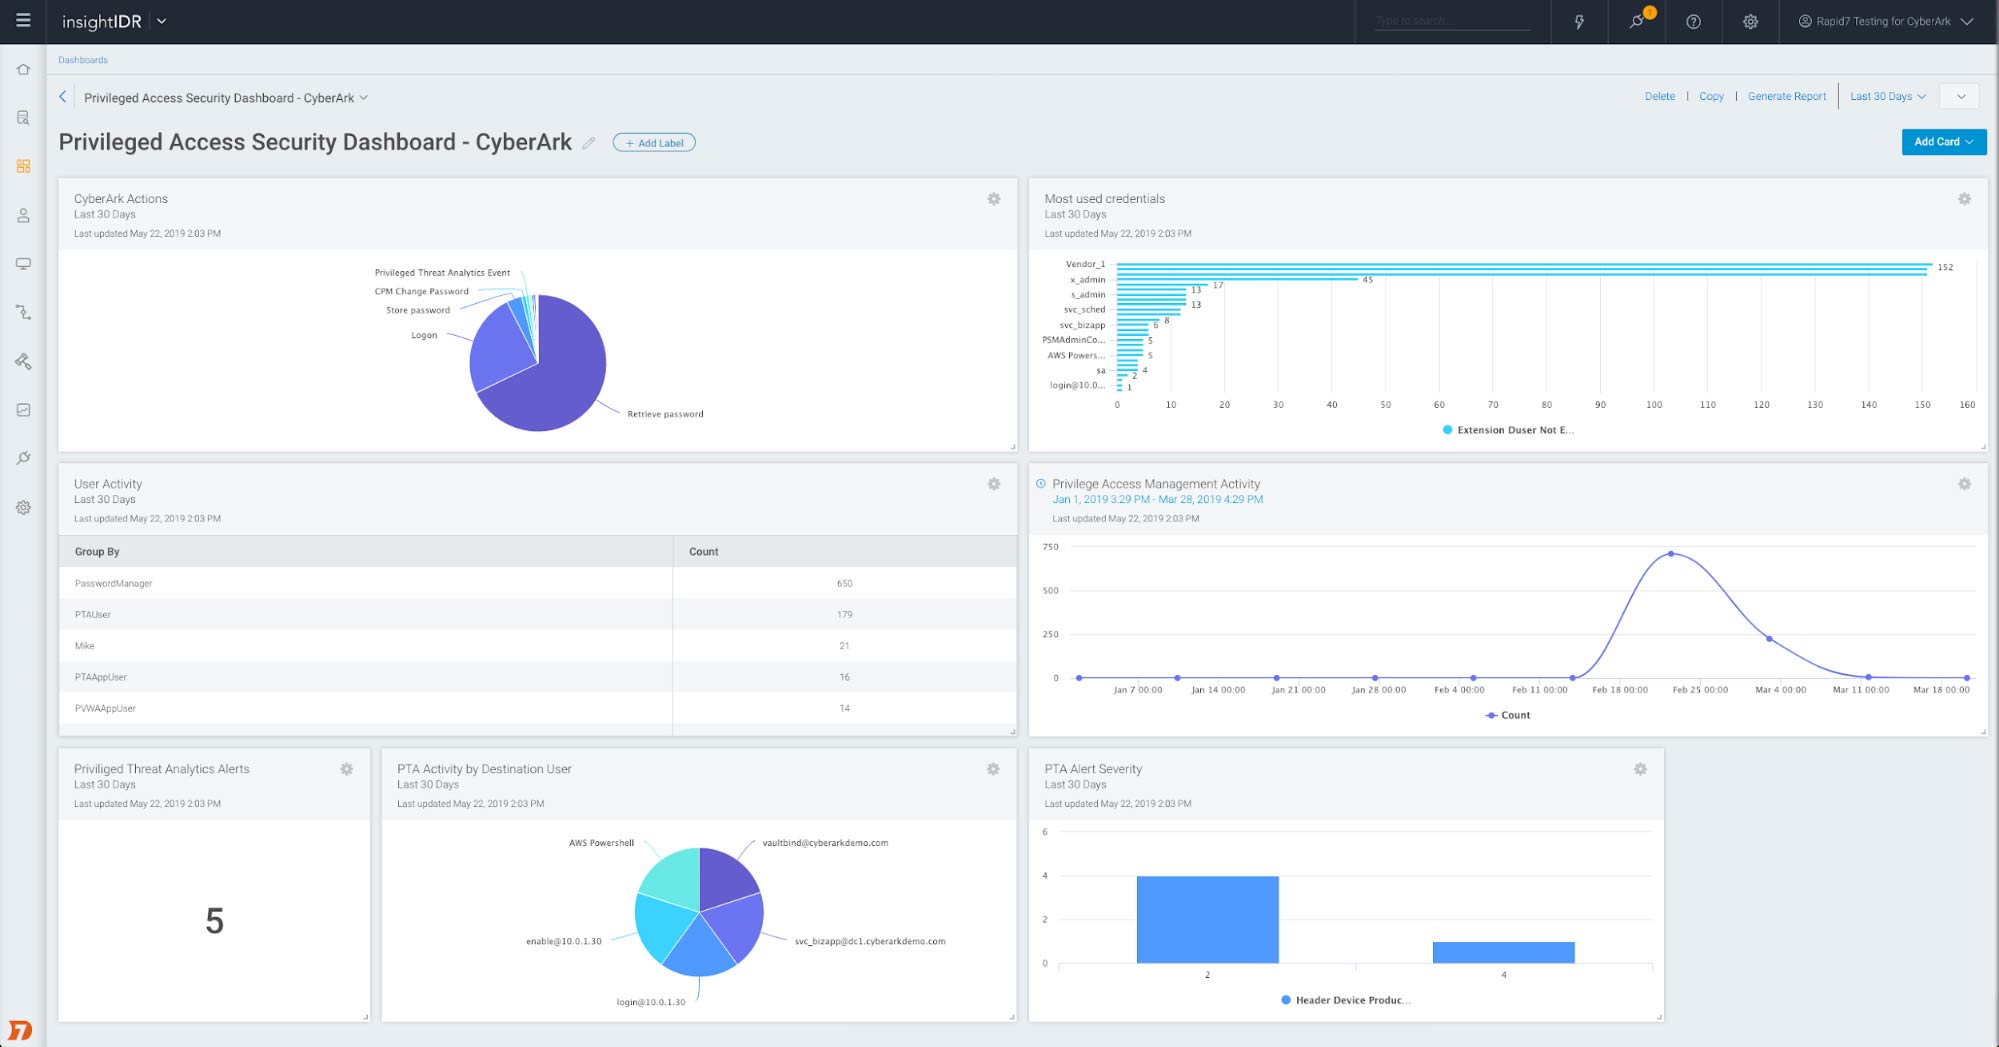 insightIDR
Type to search...
1
Rapid7 Testing for CyberArk
Dashboards
Privileged Access Security Dashboard - CyberArk
Delete | Copy | Generate Report | Last 30 Days
Privileged Access Security Dashboard - CyberArk
+ Add Label
Add Card
CyberArk Actions
Last 30 Days
Last updated May 22, 2019 2:03 PM
Privileged Threat Analytics Event
CPM Change Password
Store password
Logon
Retrieve password
Most used credentials
Last 30 Days
Last updated May 22, 2019 2:03 PM
Vendor_1
152
x_admin
45
17
13
s_admin
13
svc_sched
8
svc_bizapp
6
PSMAdminCo...
5
AWS Powers...
5
sa
4
2
login@10.0...
1
0 10 20 30 40 50 60 70 80 90 100 110 120 130 140 150 160
Extension Duser Not E...
User Activity
Last 30 Days
Last updated May 22, 2019 2:03 PM
Group By Count
PasswordManager 650
PTAUser 179
Mike 21
PTAAppUser 16
PVWAAppUser 14
Privilege Access Management Activity
Jan 1, 2019 3:29 PM - Mar 28, 2019 4:29 PM
Last updated May 22, 2019 2:03 PM
750
500
250
0
Jan 7 00:00 Jan 14 00:00 Jan 21 00:00 Jan 28 00:00 Feb 4 00:00 Feb 11 00:00 Feb 18 00:00 Feb 25 00:00 Mar 4 00:00 Mar 11 00:00 Mar 18 00:00
Count
Priviliged Threat Analytics Alerts
Last 30 Days
Last updated May 22, 2019 2:03 PM
5
PTA Activity by Destination User
Last 30 Days
Last updated May 22, 2019 2:03 PM
AWS Powershell
vaultbind@cyberarkdemo.com
enable@10.0.1.30
svc_bizapp@dc1.cyberarkdemo.com
login@10.0.1.30
PTA Alert Severity
Last 30 Days
Last updated May 22, 2019 2:03 PM
6
4
2
0
2 4
Header Device Produc...